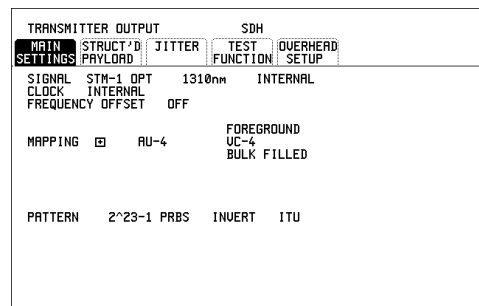 TRANSMITTER OUTPUT SDH
MAIN SETTINGS STRUCT'D PAYLOAD JITTER TEST FUNCTION OVERHEAD SETUP
SIGNAL STM-1 OPT 1310nm INTERNAL
CLOCK INTERNAL
FREQUENCY OFFSET OFF
FOREGROUND
MAPPING + AU-4 VC-4
BULK FILLED
PATTERN 2^23-1 PRBS INVERT ITU